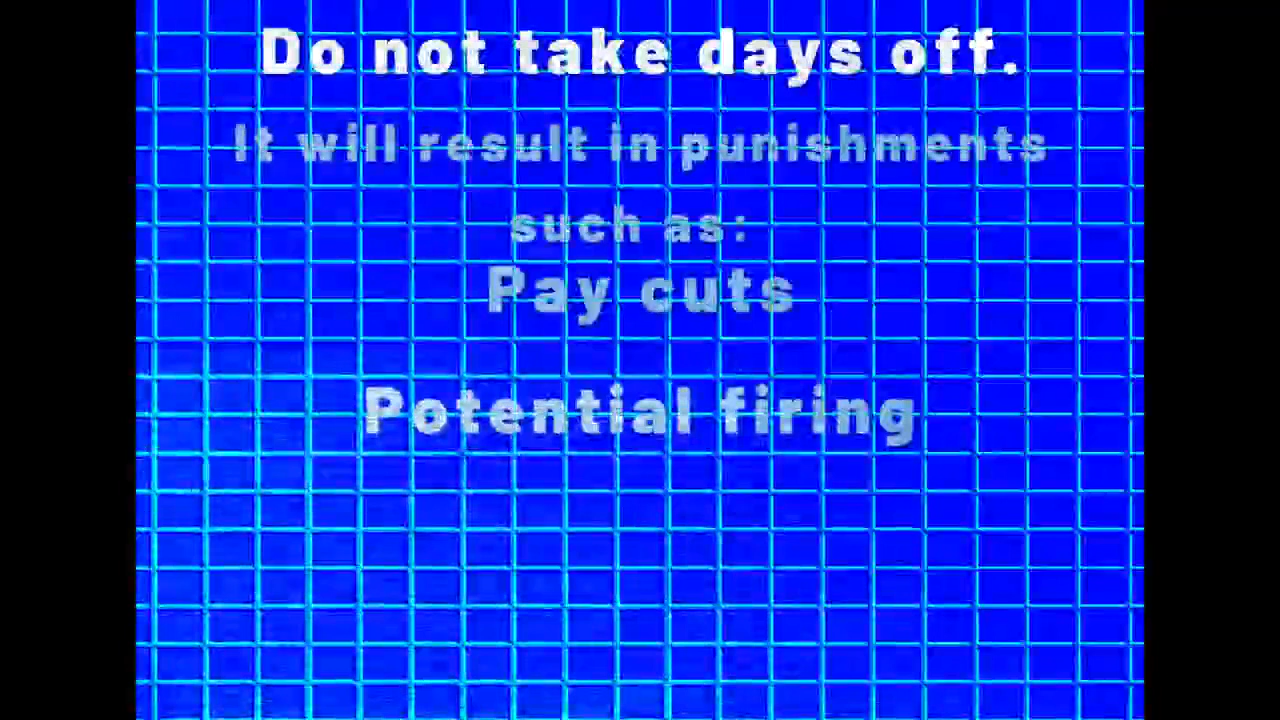 Do not take days off.
It will result in punishments
such as:
Pay cuts
Potential firing